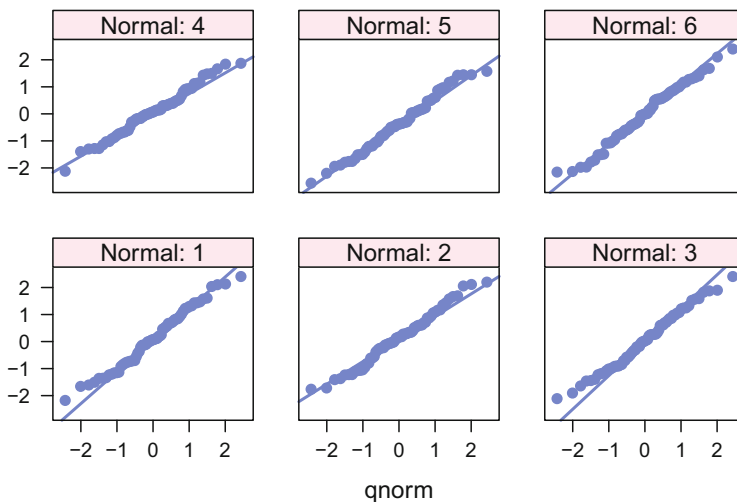 Normal: 4
Normal: 5
Normal: 6
2
1
0
−1
−2
Normal: 1
Normal: 2
Normal: 3
2
1
0
−1
−2
−2 −1 0 1 2
−2 −1 0 1 2
−2 −1 0 1 2
qnorm